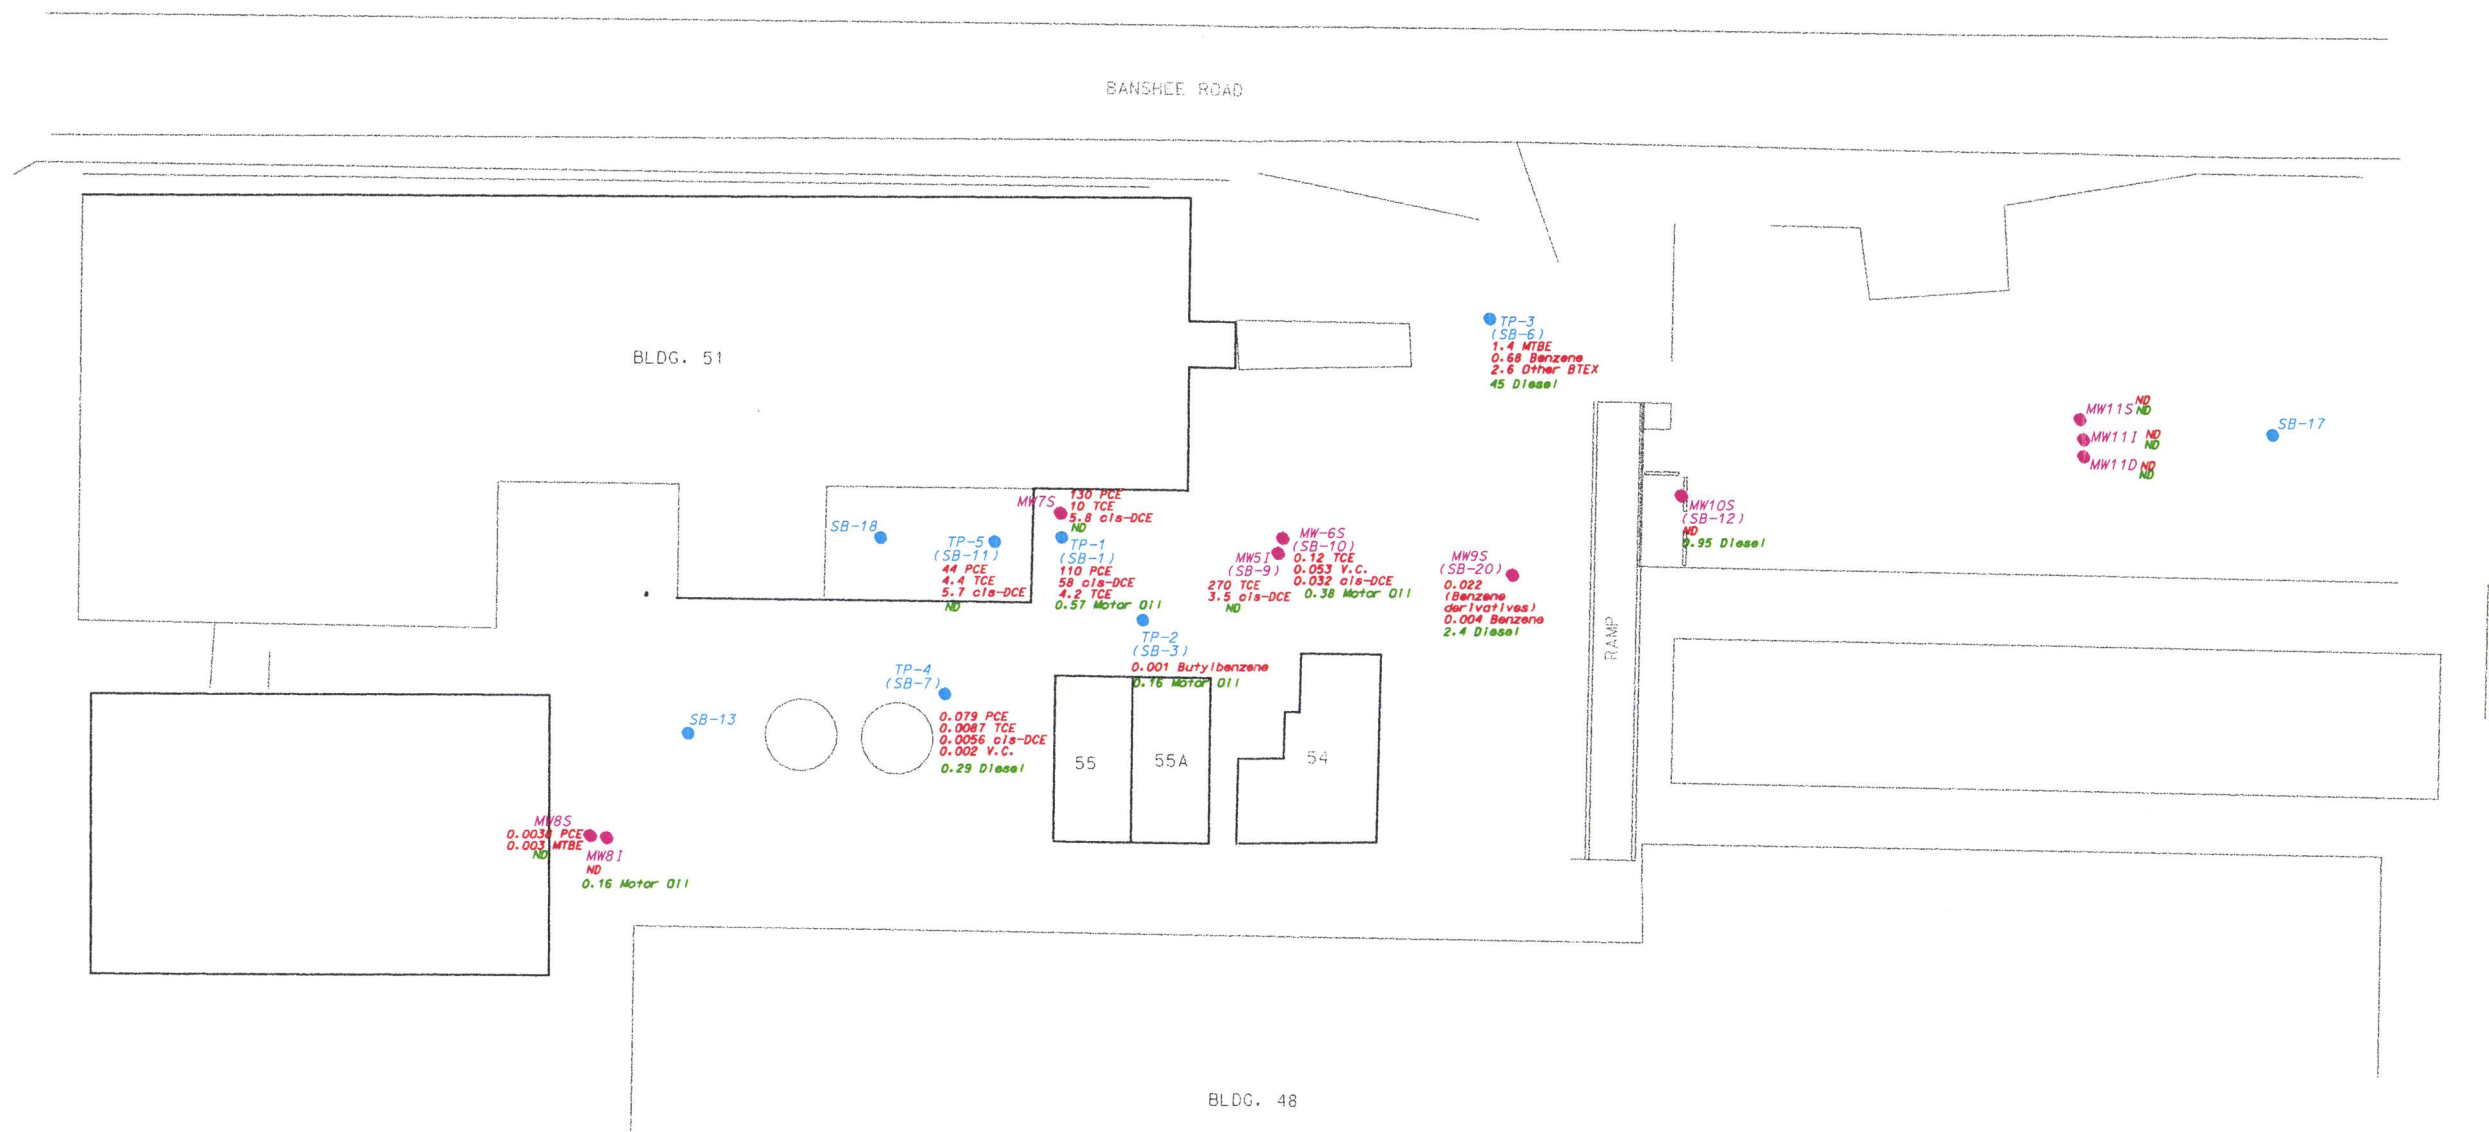 BANSHEE ROAD
BLDG. 51
TP-3
(SB-6)
1.4 MTBE
0.68 Benzene
2.6 Other BTEX
45 Diesel
MW11S ND
ND
MW11I ND
ND
MW11D ND
ND
SB-17
MW7S
130 PCE
10 TCE
5.8 cis-DCE
ND
SB-18
TP-5
(SB-11)
44 PCE
4.4 TCE
5.7 cis-DCE
ND
TP-1
(SB-1)
110 PCE
58 cis-DCE
4.2 TCE
0.57 Motor Oil
MW-6S
(SB-10)
0.12 TCE
0.053 V.C.
0.032 cis-DCE
0.38 Motor Oil
MW5I
(SB-9)
270 TCE
3.5 cis-DCE
ND
MW9S
(SB-20)
0.022
(Benzene
derivatives)
0.004 Benzene
2.4 Diesel
MW10S
(SB-12)
ND
0.95 Diesel
RAMP
TP-2
(SB-3)
0.001 Butylbenzene
0.16 Motor Oil
TP-4
(SB-7)
0.079 PCE
0.0087 TCE
0.0056 cis-DCE
0.002 V.C.
0.29 Diesel
SB-13
55
55A
54
MW8S
0.0038 PCE
0.003 MTBE
ND
MW8I
ND
0.16 Motor Oil
BLDG. 48